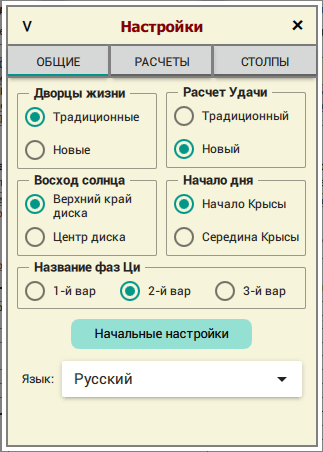 V Настройки ✕
ОБЩИЕ РАСЧЕТЫ СТОЛПЫ
Дворцы жизни
Традиционные
Новые
Расчет Удачи
Традиционный
Новый
Восход солнца
Верхний край
диска
Центр диска
Начало дня
Начало Крысы
Середина Крысы
Название фаз Ци
1-й вар 2-й вар 3-й вар
Начальные настройки
Язык: Русский